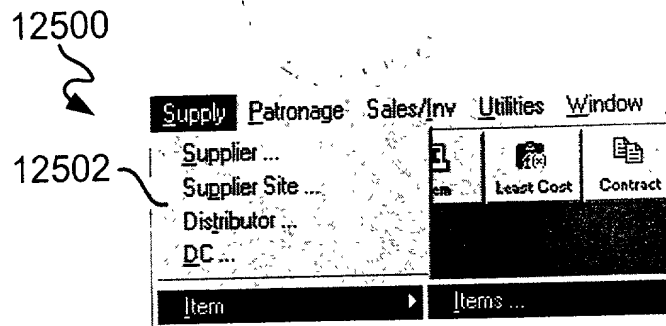 12500
Supply Patronage Sales/Inv Utilities Window
12502
Supplier ...
Supplier Site ...
Distributor ...
DC ...
Least Cost Contract
Item Items ...